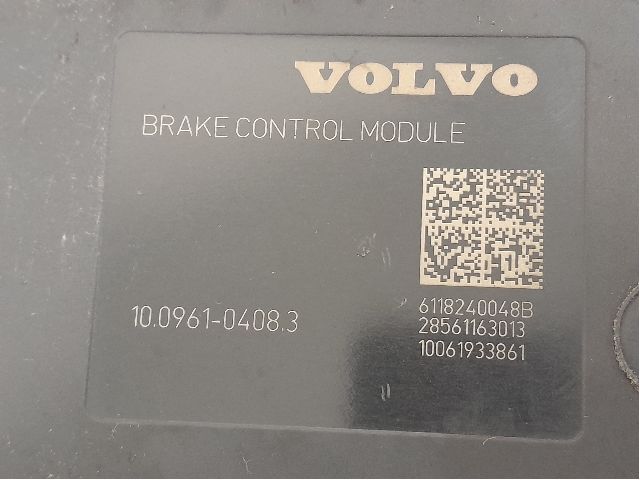 VOLVO
BRAKE CONTROL MODULE
10.0961-0408.3
6118240048B
28561163013
10061933861